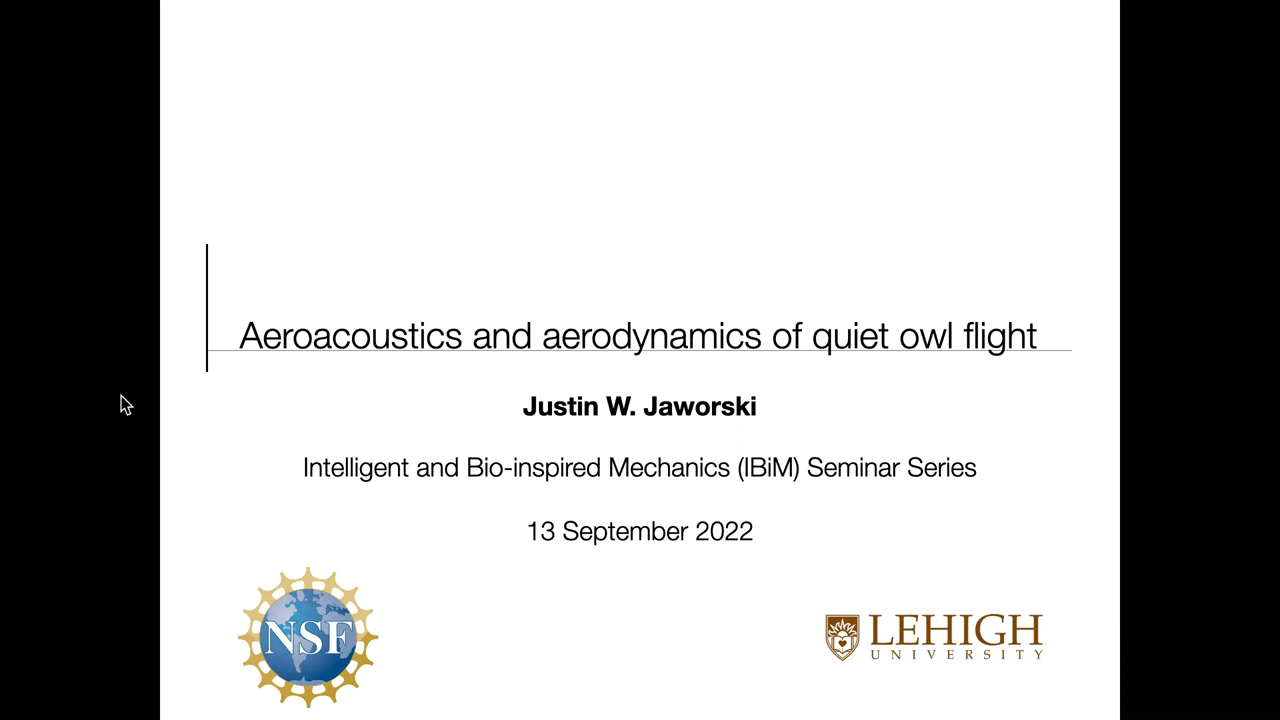 Aeroacoustics and aerodynamics of quiet owl flight
Justin W. Jaworski
Intelligent and Bio-inspired Mechanics (IBiM) Seminar Series
13 September 2022
NSF
LEHIGH
UNIVERSITY